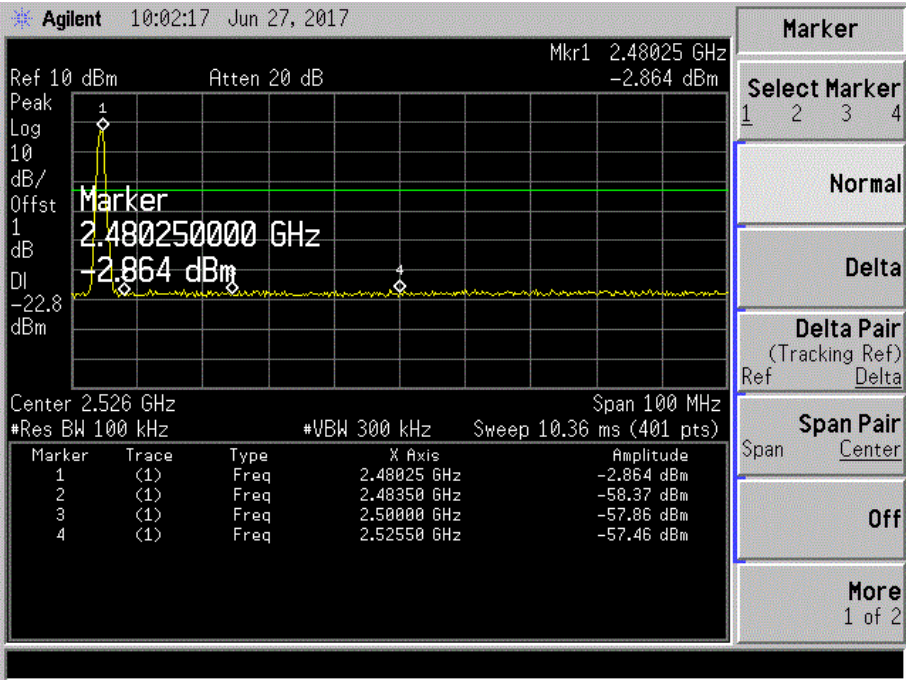 Agilent 10:02:17 Jun 27, 2017
Mkr1 2.48025 GHz
Ref 10 dBm Atten 20 dB -2.864 dBm
Peak
Log
10
dB/
Offst
1
dB
DI
-22.8
dBm
1
Marker
2.480250000 GHz
-2.864 dBm
4
Center 2.526 GHz Span 100 MHz
#Res BW 100 kHz #VBW 300 kHz Sweep 10.36 ms (401 pts)
Marker Trace Type X Axis Amplitude
1 (1) Freq 2.48025 GHz -2.864 dBm
2 (1) Freq 2.48350 GHz -58.37 dBm
3 (1) Freq 2.50000 GHz -57.86 dBm
4 (1) Freq 2.52550 GHz -57.46 dBm
Marker
Select Marker
1 2 3 4
Normal
Delta
Delta Pair
(Tracking Ref)
Ref Delta
Span Pair
Span Center
Off
More
1 of 2